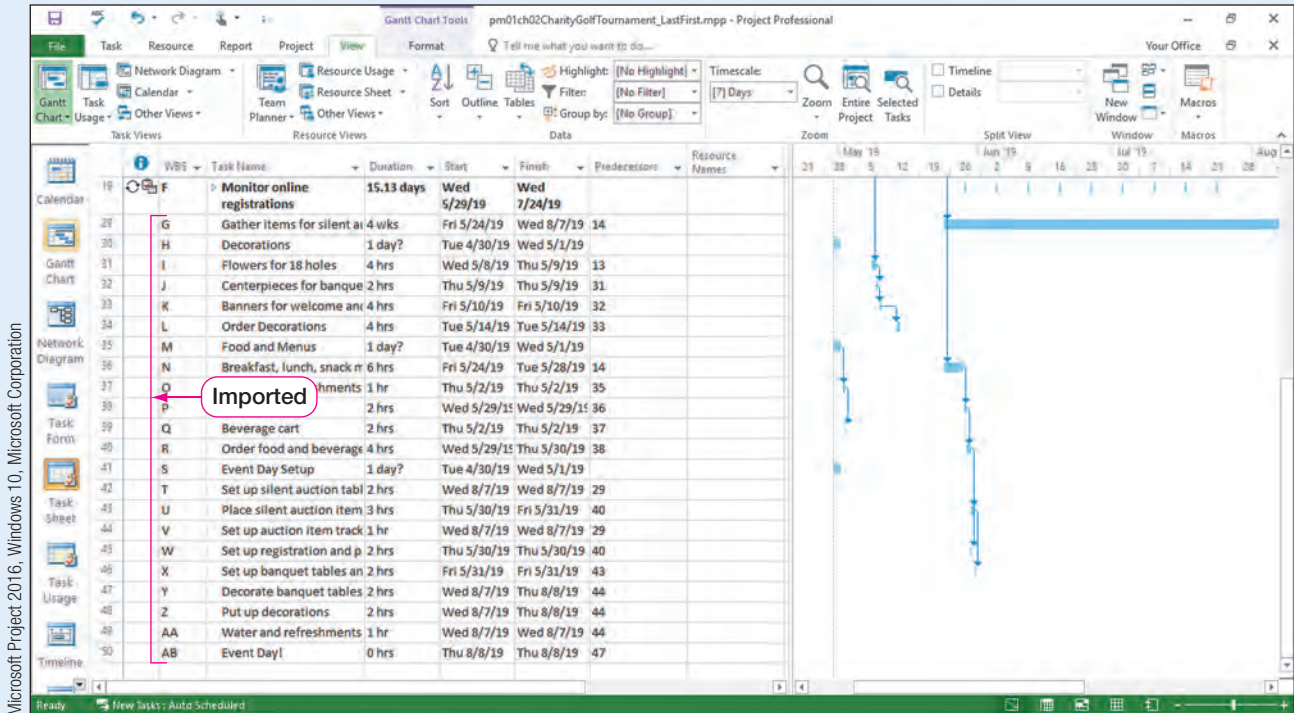 Gantt Chart Tools
pm01ch02CharityGolfTournament_LastFirst.mpp - Project Professional
File Task Resource Report Project View Format Tell me what you want to do... Your Office
Gantt Chart
Task Usage
Network Diagram
Calendar
Other Views
Task Views
Team Planner
Resource Usage
Resource Sheet
Other Views
Resource Views
Sort
Outline
Tables
Highlight: [No Highlight]
Filter: [No Filter]
Group by: [No Group]
Data
Timescale:
[7] Days
Zoom
Entire Project
Selected Tasks
Zoom
Timeline
Details
Split View
New Window
Window
Macros
Macros
WBS Task Name Duration Start Finish Predecessors Resource Names
May '19 Jun '19 Jul '19 Aug
21 28 5 12 19 26 2 9 16 23 30 7 14 21 28
19 F Monitor online registrations 15.13 days Wed 5/29/19 Wed 7/24/19
29 G Gather items for silent au 4 wks Fri 5/24/19 Wed 8/7/19 14
30 H Decorations 1 day? Tue 4/30/19 Wed 5/1/19
31 I Flowers for 18 holes 4 hrs Wed 5/8/19 Thu 5/9/19 13
32 J Centerpieces for banque 2 hrs Thu 5/9/19 Thu 5/9/19 31
33 K Banners for welcome and 4 hrs Fri 5/10/19 Fri 5/10/19 32
34 L Order Decorations 4 hrs Tue 5/14/19 Tue 5/14/19 33
35 M Food and Menus 1 day? Tue 4/30/19 Wed 5/1/19
36 N Breakfast, lunch, snack m 6 hrs Fri 5/24/19 Tue 5/28/19 14
37 O hments 1 hr Thu 5/2/19 Thu 5/2/19 35
Imported
38 P 2 hrs Wed 5/29/19 Wed 5/29/19 36
39 Q Beverage cart 2 hrs Thu 5/2/19 Thu 5/2/19 37
40 R Order food and beverage 4 hrs Wed 5/29/19 Thu 5/30/19 38
41 S Event Day Setup 1 day? Tue 4/30/19 Wed 5/1/19
42 T Set up silent auction tabl 2 hrs Wed 8/7/19 Wed 8/7/19 29
43 U Place silent auction item 3 hrs Thu 5/30/19 Fri 5/31/19 40
44 V Set up auction item track 1 hr Wed 8/7/19 Wed 8/7/19 29
45 W Set up registration and p 2 hrs Thu 5/30/19 Thu 5/30/19 40
46 X Set up banquet tables an 2 hrs Fri 5/31/19 Fri 5/31/19 43
47 Y Decorate banquet tables 2 hrs Wed 8/7/19 Thu 8/8/19 44
48 Z Put up decorations 2 hrs Wed 8/7/19 Thu 8/8/19 44
49 AA Water and refreshments 1 hr Wed 8/7/19 Wed 8/7/19 44
50 AB Event Day! 0 hrs Thu 8/8/19 Thu 8/8/19 47
Calendar
Gantt Chart
Network Diagram
Task Form
Task Sheet
Task Usage
Timeline
Ready New Tasks : Auto Scheduled
Microsoft Project 2016, Windows 10, Microsoft Corporation